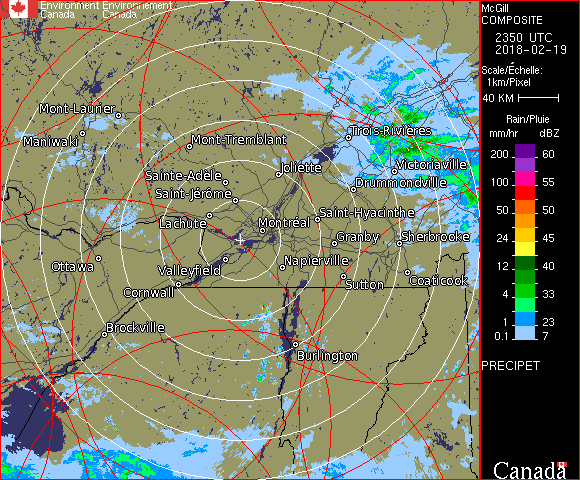 Environment Environnement
Canada Canada
McGill
COMPOSITE
2350 UTC
2018-02-19
Scale/Échelle:
1km/Pixel
40 KM
Rain/Pluie
mm/hr dBZ
200 60
100 55
50 50
24 45
12 40
4 33
1 23
0.1 7
PRECIPET
Canada
Mont-Laurier
Maniwaki
Mont-Tremblant
Trois-Rivières
Joliette
Victoriaville
Sainte-Adèle
Drummondville
Saint-Jérôme
Lachute
Saint-Hyacinthe
Montréal
Granby
Sherbrooke
Ottawa
Valleyfield
Napierville
Cornwall
Sutton
Coaticook
Brockville
Burlington